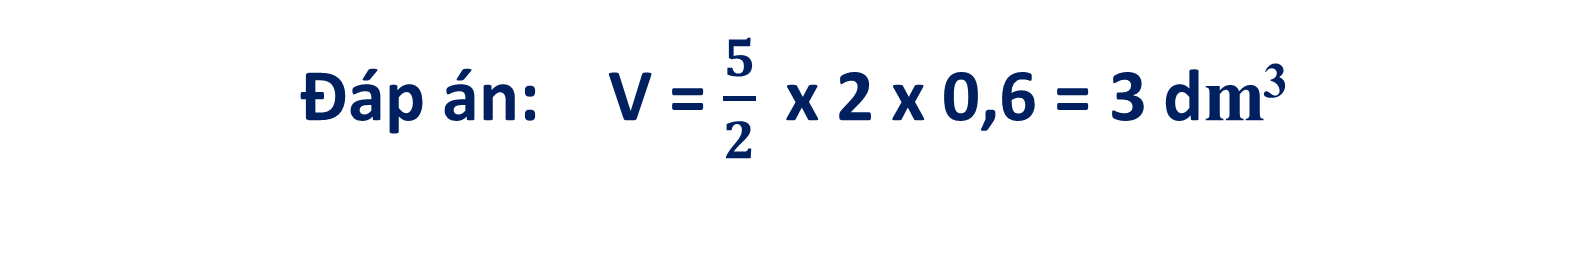 Đáp án: V = 5/2 x 2 x 0,6 = 3 dm³